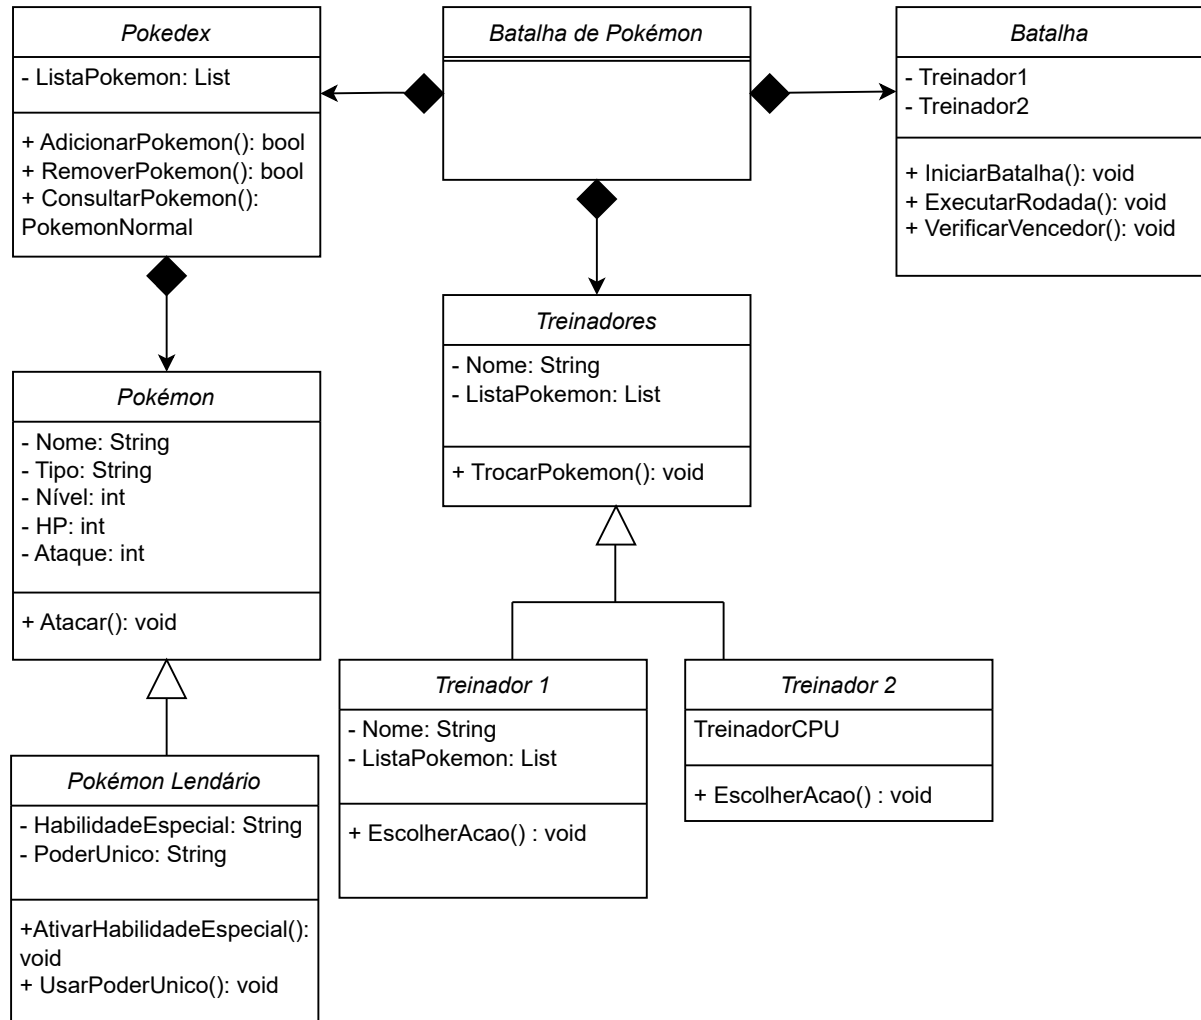 Pokedex
- ListaPokemon: List
+ AdicionarPokemon(): bool
+ RemoverPokemon(): bool
+ ConsultarPokemon():
PokemonNormal
Batalha de Pokémon
Batalha
- Treinador1
- Treinador2
+ IniciarBatalha(): void
+ ExecutarRodada(): void
+ VerificarVencedor(): void
Pokémon
- Nome: String
- Tipo: String
- Nível: int
- HP: int
- Ataque: int
+ Atacar(): void
Treinadores
- Nome: String
- ListaPokemon: List
+ TrocarPokemon(): void
Pokémon Lendário
- HabilidadeEspecial: String
- PoderUnico: String
+AtivarHabilidadeEspecial():
void
+ UsarPoderUnico(): void
Treinador 1
- Nome: String
- ListaPokemon: List
+ EscolherAcao() : void
Treinador 2
TreinadorCPU
+ EscolherAcao() : void